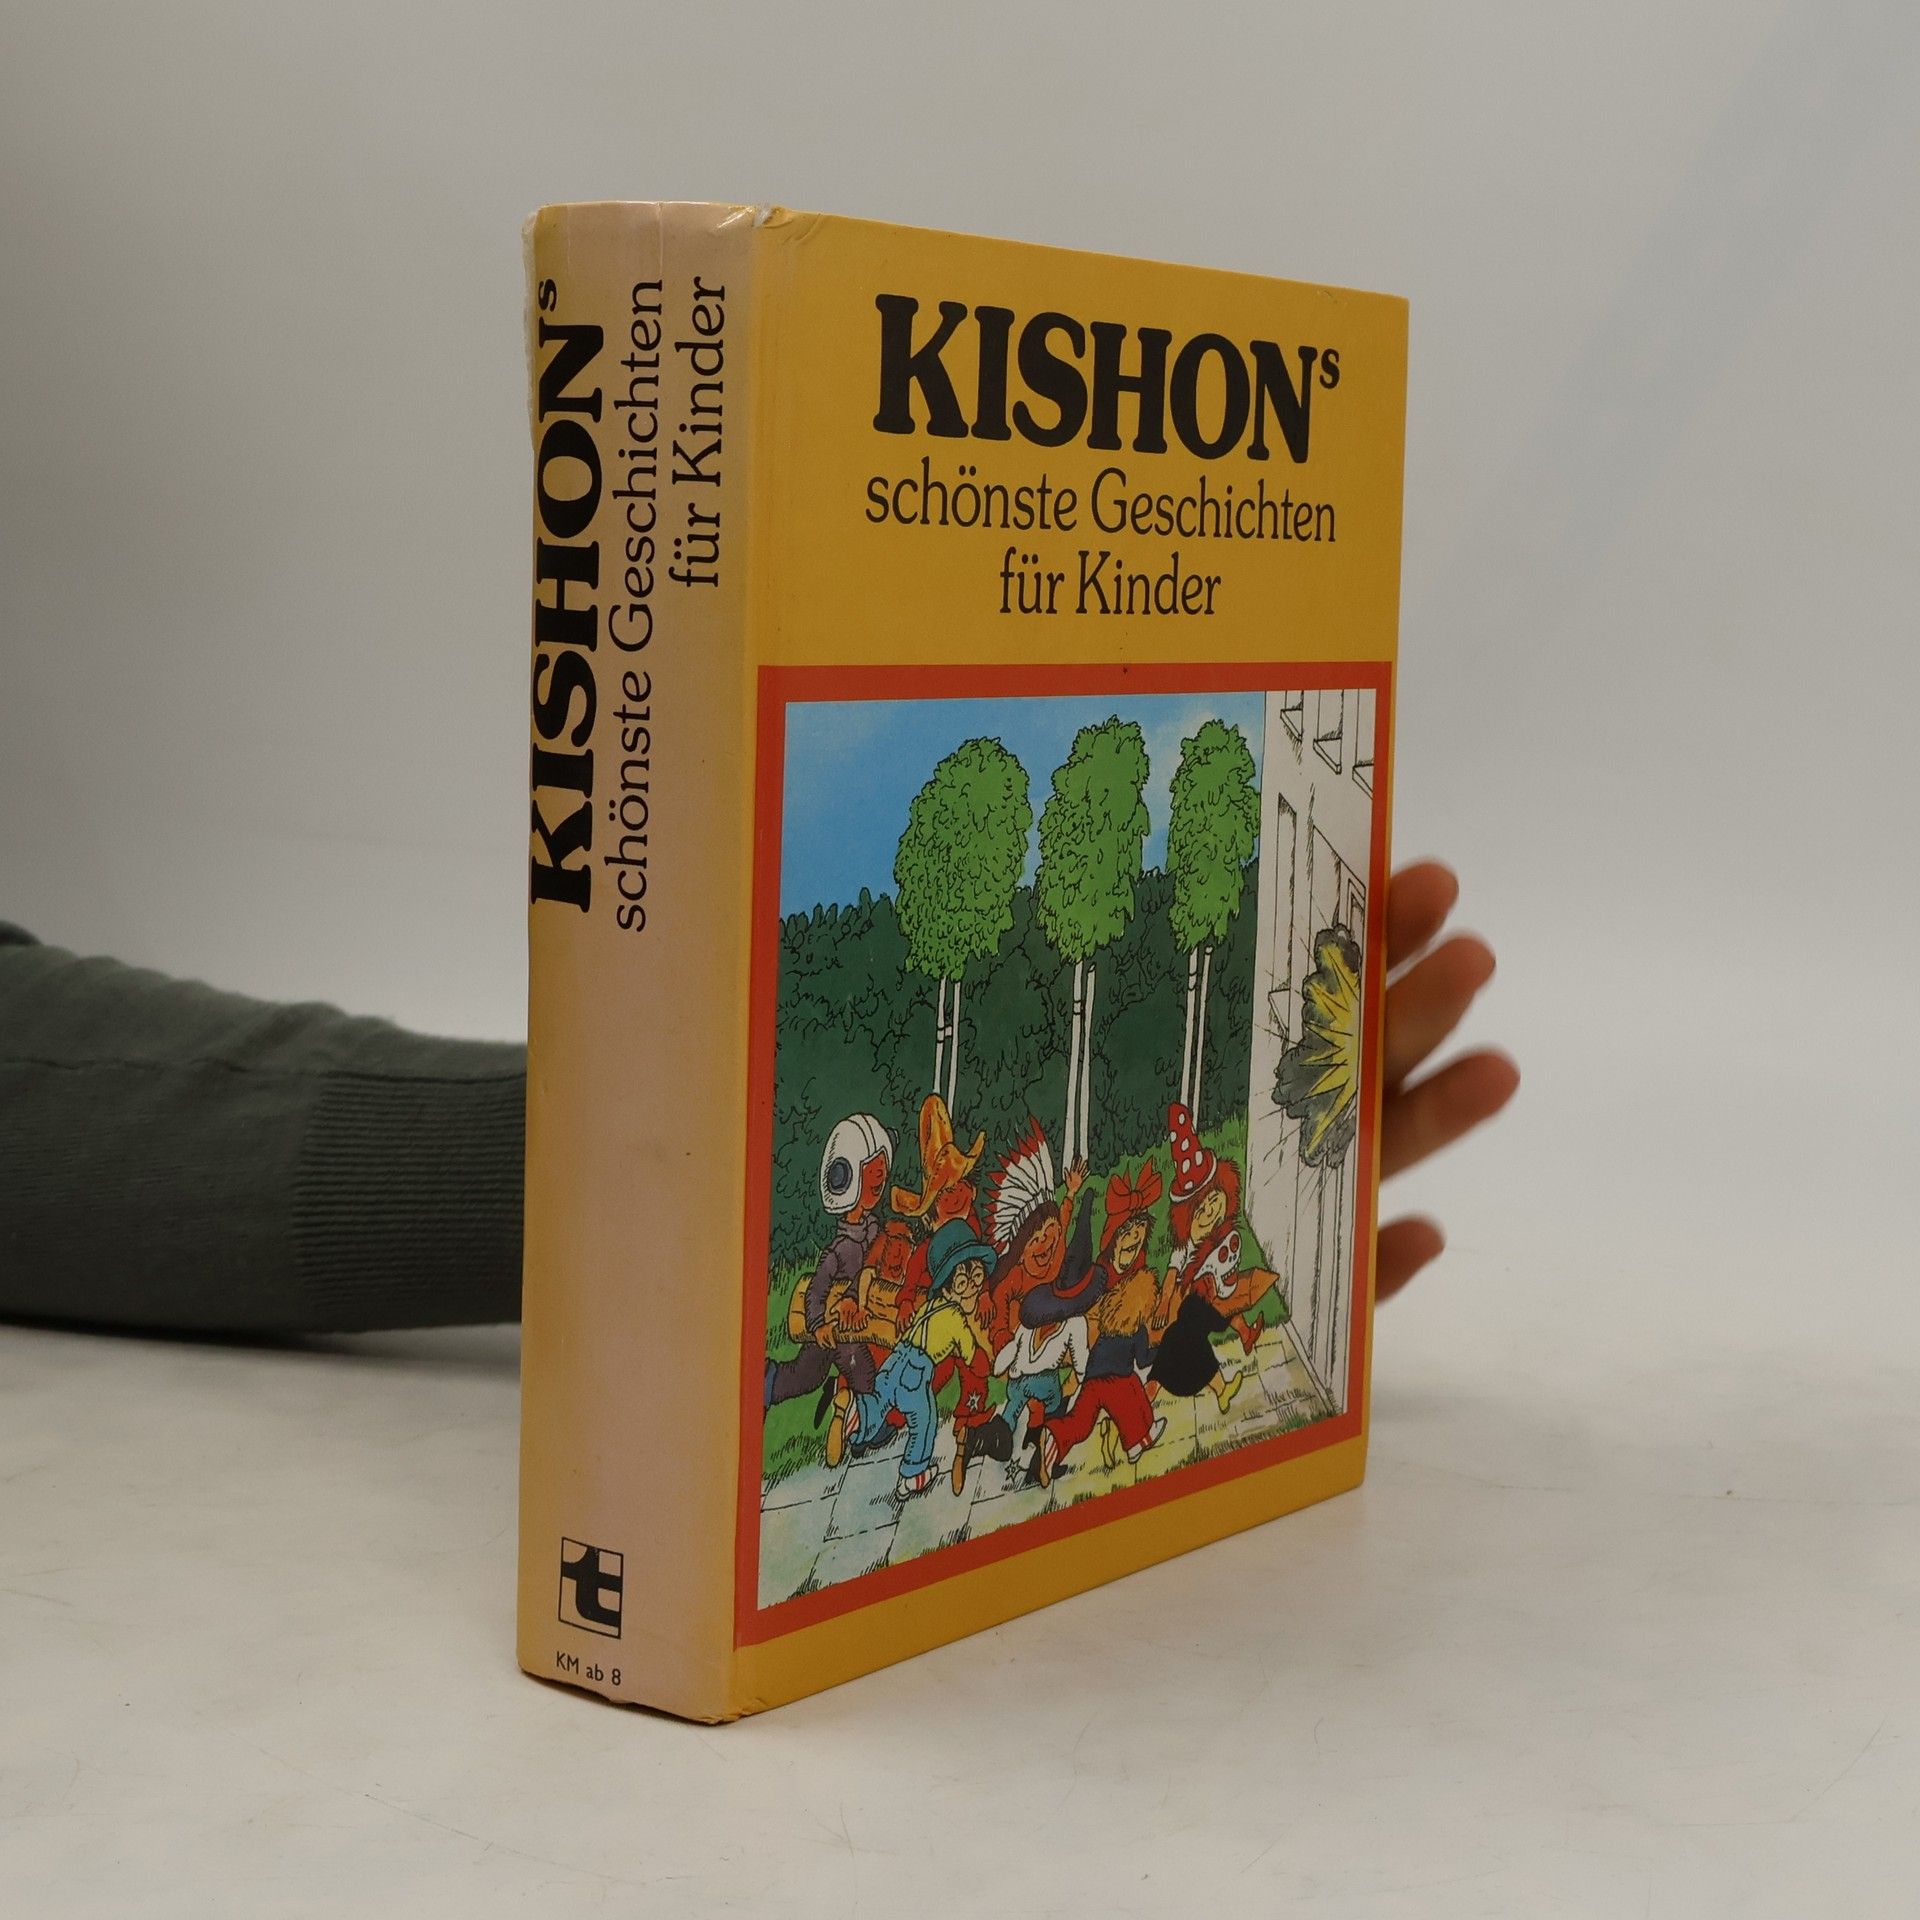 KISHONs
schönste Geschichten
für Kinder
KISHONs
schönste Geschichten
für Kinder
t
KM ab 8